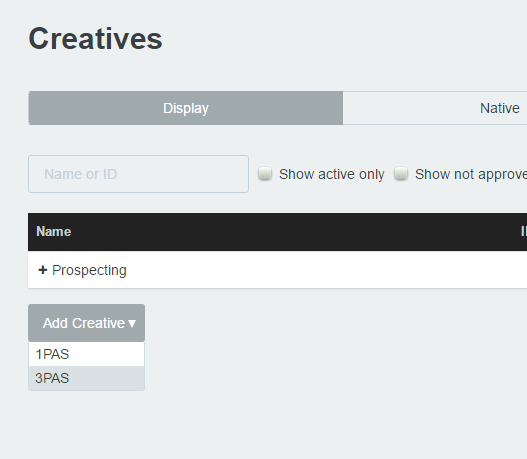 Creatives
Display Native
Name or ID Show active only Show not approve
Name
+ Prospecting
Add Creative ▾
1PAS
3PAS